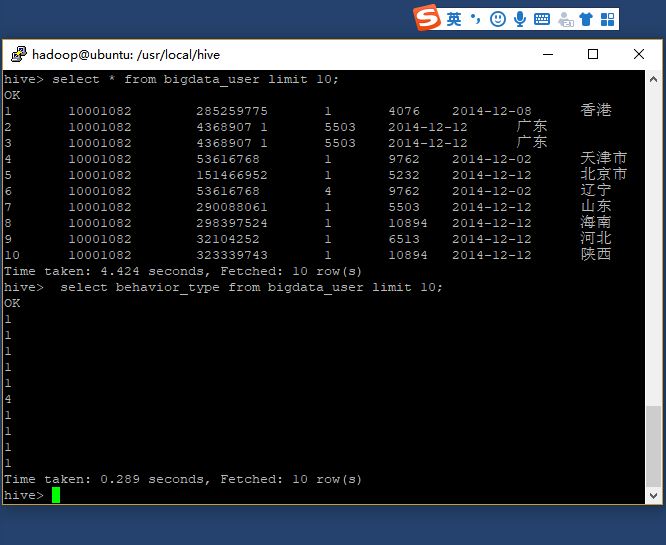 英
21
hadoop@ubuntu: /usr/local/hive
hive> select * from bigdata_user limit 10;
OK
1 10001082 285259775 1 4076 2014-12-08 香港
2 10001082 4368907 1 5503 2014-12-12 广东
3 10001082 4368907 1 5503 2014-12-12 广东
4 10001082 53616768 1 9762 2014-12-02 天津市
5 10001082 151466952 1 5232 2014-12-12 北京市
6 10001082 53616768 4 9762 2014-12-02 辽宁
7 10001082 290088061 1 5503 2014-12-12 山东
8 10001082 298397524 1 10894 2014-12-12 海南
9 10001082 32104252 1 6513 2014-12-12 河北
10 10001082 323339743 1 10894 2014-12-12 陕西
Time taken: 4.424 seconds, Fetched: 10 row(s)
hive>  select behavior_type from bigdata_user limit 10;
OK
1
1
1
1
1
4
1
1
1
1
Time taken: 0.289 seconds, Fetched: 10 row(s)
hive>